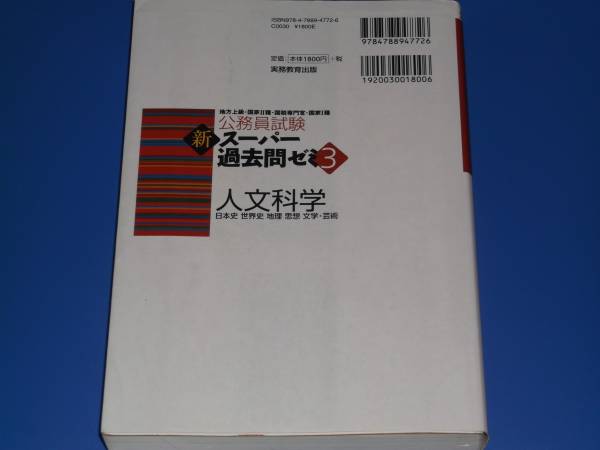 ISBN978-4-7889-4772-6
C0030 ¥1800E
定価 本体1800円 +税
実務教育出版
9784788947726
1920030018006
地方上級・国家Ⅱ種・国税専門官・国家Ⅰ種
公務員試験
新 スーパー
過去問ゼミ3
人文科学
日本史 世界史 地理 思想 文学・芸術